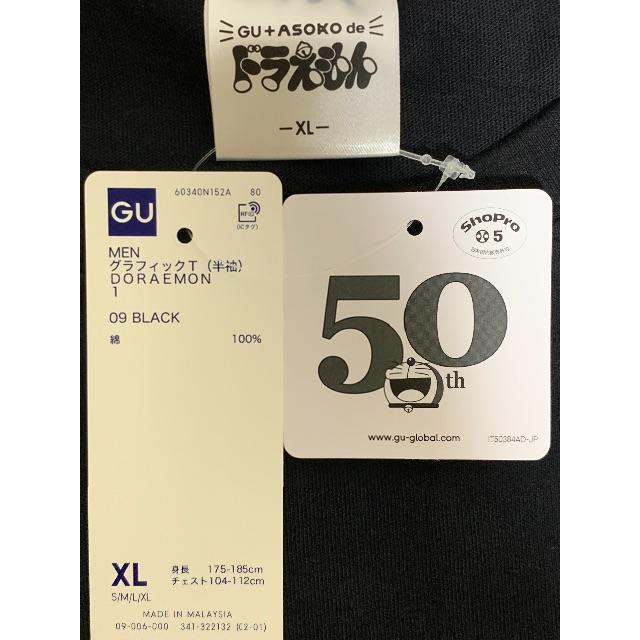 GU+ASOKO de
ドラえもん
-XL-
60340N152A 80
GU
RFID
(ICタグ)
MEN
グラフィックT(半袖)
DORAEMON
1
09 BLACK
綿 100%
XL
身長 175-185cm
チェスト104-112cm
S/M/L/XL
MADE IN MALAYSIA
09-006-000 341-322132 (C2-01)
ShoPro
5
50th
www.gu-global.com
IT50384AD-JP